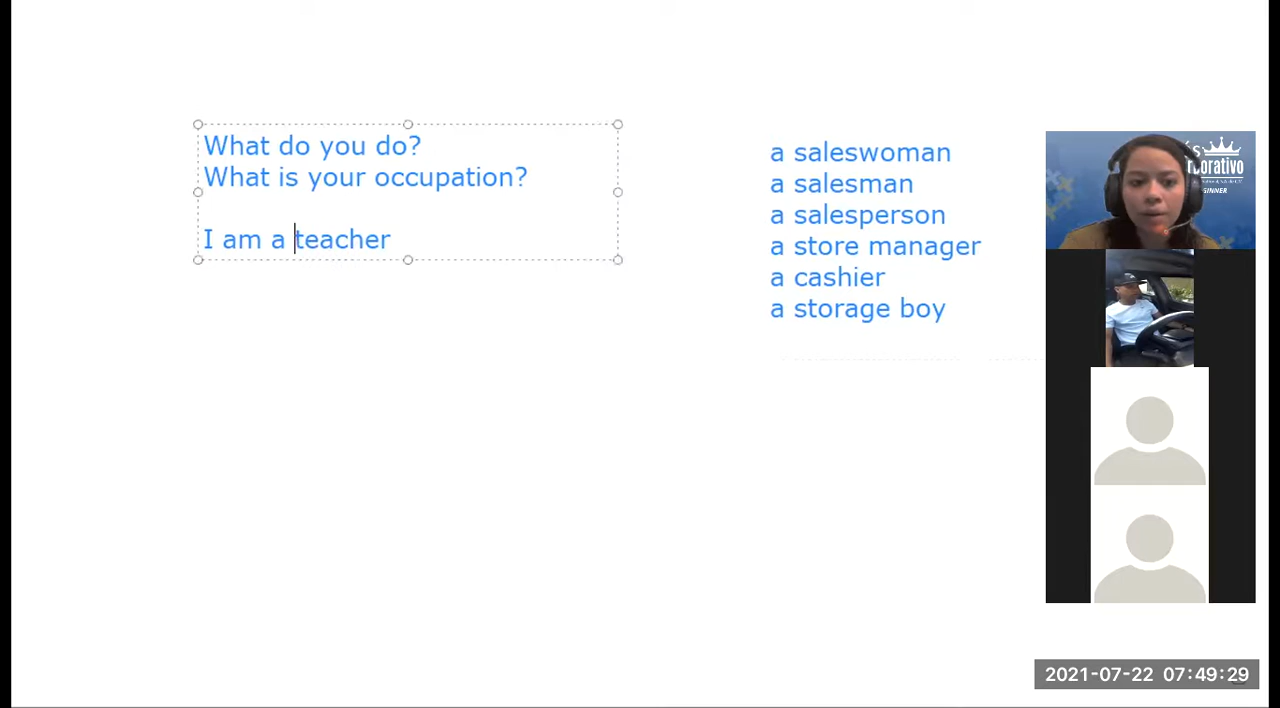 What do you do?
What is your occupation?
I am a teacher
a saleswoman
a salesman
a salesperson
a store manager
a cashier
a storage boy
2021-07-22 07:49:29